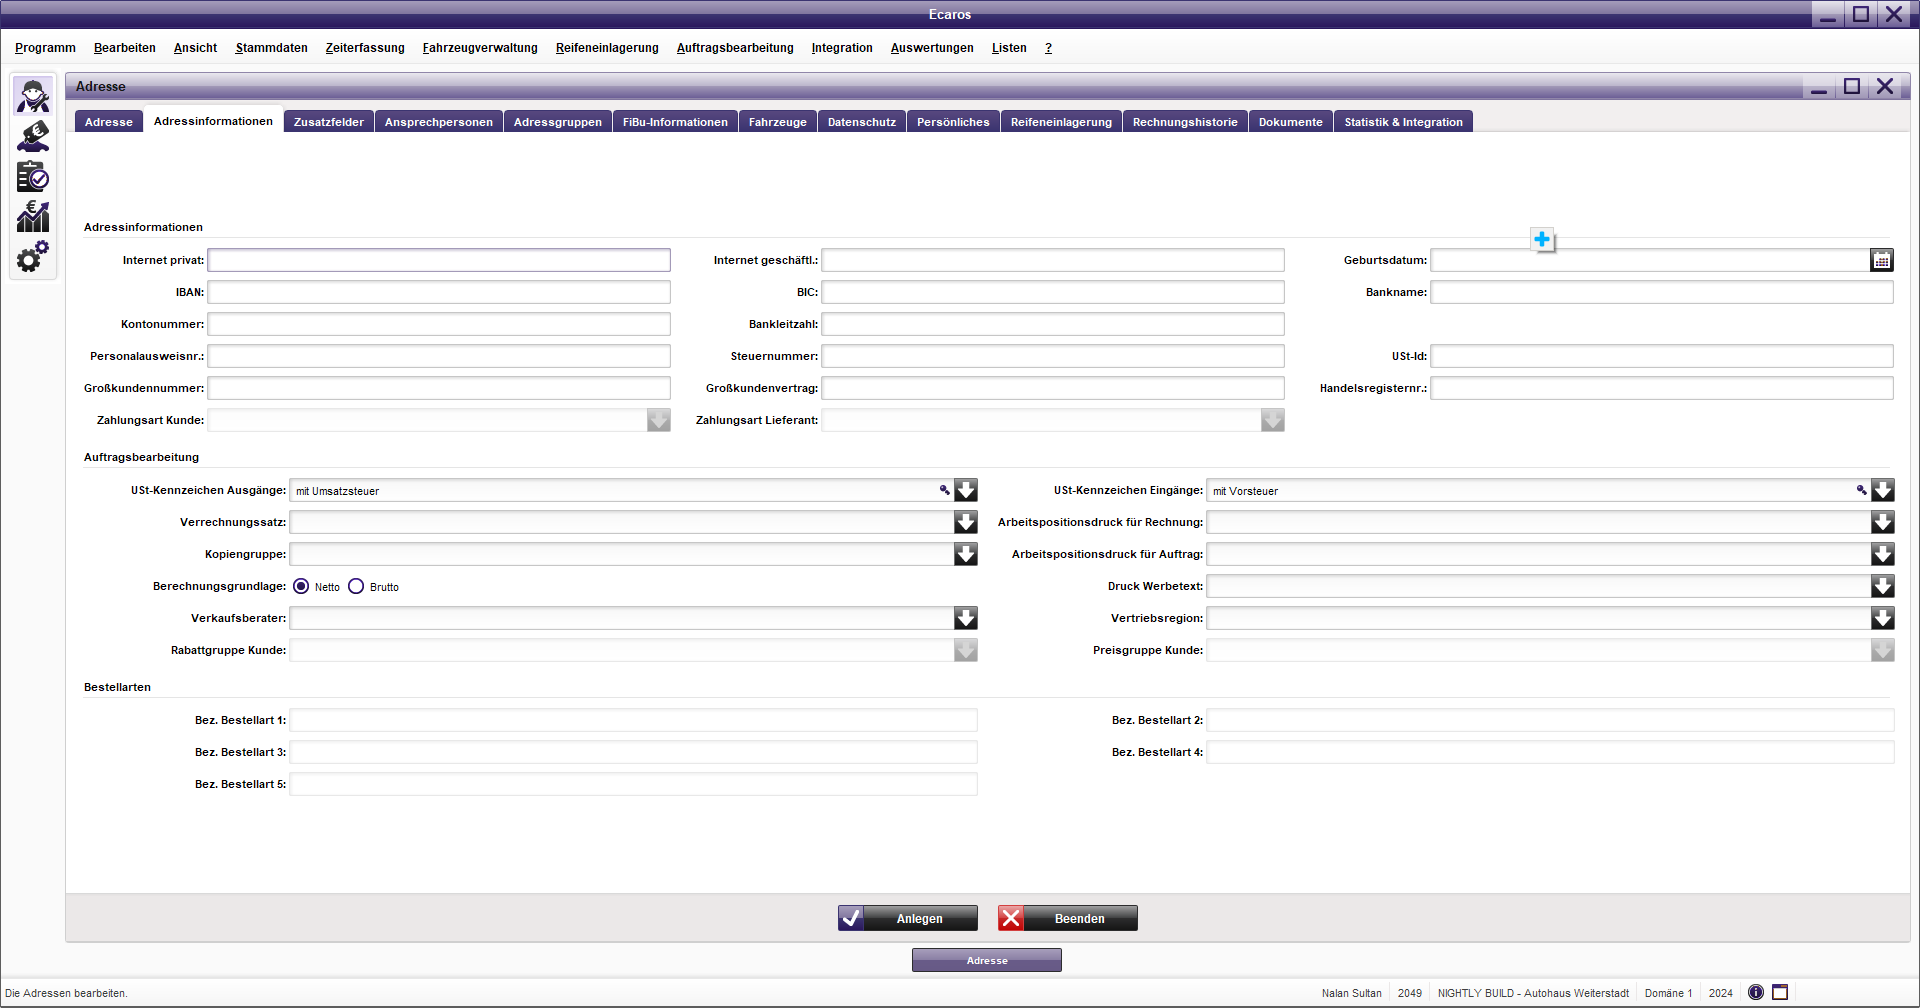 Ecaros
Programm Bearbeiten Ansicht Stammdaten Zeiterfassung Fahrzeugverwaltung Reifeneinlagerung Auftragsbearbeitung Integration Auswertungen Listen ?
Adresse
Adresse Adressinformationen Zusatzfelder Ansprechpersonen Adressgruppen FiBu-Informationen Fahrzeuge Datenschutz Persönliches Reifeneinlagerung Rechnungshistorie Dokumente Statistik & Integration
Adressinformationen
Internet privat: Internet geschäftl.: Geburtsdatum:
IBAN: BIC: Bankname:
Kontonummer: Bankleitzahl:
Personalausweisnr.: Steuernummer: USt-Id:
Großkundennummer: Großkundenvertrag: Handelsregisternr.:
Zahlungsart Kunde: Zahlungsart Lieferant:
Auftragsbearbeitung
USt-Kennzeichen Ausgänge: mit Umsatzsteuer USt-Kennzeichen Eingänge: mit Vorsteuer
Verrechnungssatz: Arbeitspositionsdruck für Rechnung:
Kopiengruppe: Arbeitspositionsdruck für Auftrag:
Berechnungsgrundlage: Netto Brutto Druck Werbetext:
Verkaufsberater: Vertriebsregion:
Rabattgruppe Kunde: Preisgruppe Kunde:
Bestellarten
Bez. Bestellart 1: Bez. Bestellart 2:
Bez. Bestellart 3: Bez. Bestellart 4:
Bez. Bestellart 5:
Anlegen Beenden
Adresse
Die Adressen bearbeiten. Nalan Sultan 2049 NIGHTLY BUILD - Autohaus Weiterstadt Domäne 1 2024